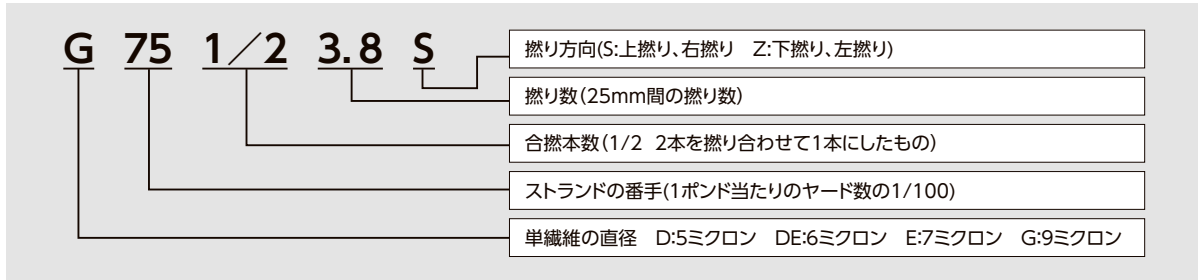 G 75 1／2 3.8 S
撚り方向(S:上撚り、右撚り　Z:下撚り、左撚り)
撚り数(25mm間の撚り数)
合撚本数(1/2　2本を撚り合わせて1本にしたもの)
ストランドの番手(1ポンド当たりのヤード数の1/100)
単繊維の直径　D:5ミクロン　DE:6ミクロン　E:7ミクロン　G:9ミクロン